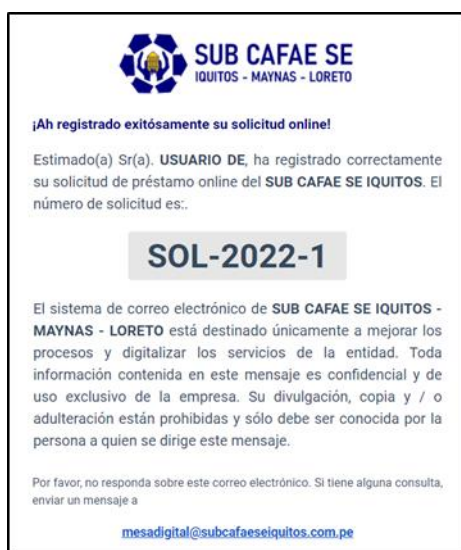 SUB CAFAE SE
IQUITOS - MAYNAS - LORETO
¡Ah registrado exitósamente su solicitud online!
Estimado(a) Sr(a). USUARIO DE, ha registrado correctamente
su solicitud de préstamo online del SUB CAFAE SE IQUITOS. El
número de solicitud es:.
SOL-2022-1
El sistema de correo electrónico de SUB CAFAE SE IQUITOS -
MAYNAS - LORETO está destinado únicamente a mejorar los
procesos y digitalizar los servicios de la entidad. Toda
información contenida en este mensaje es confidencial y de
uso exclusivo de la empresa. Su divulgación, copia y / o
adulteración están prohibidas y sólo debe ser conocida por la
persona a quien se dirige este mensaje.
Por favor, no responda sobre este correo electrónico. Si tiene alguna consulta,
enviar un mensaje a
mesadigital@subcafaeseiquitos.com.pe